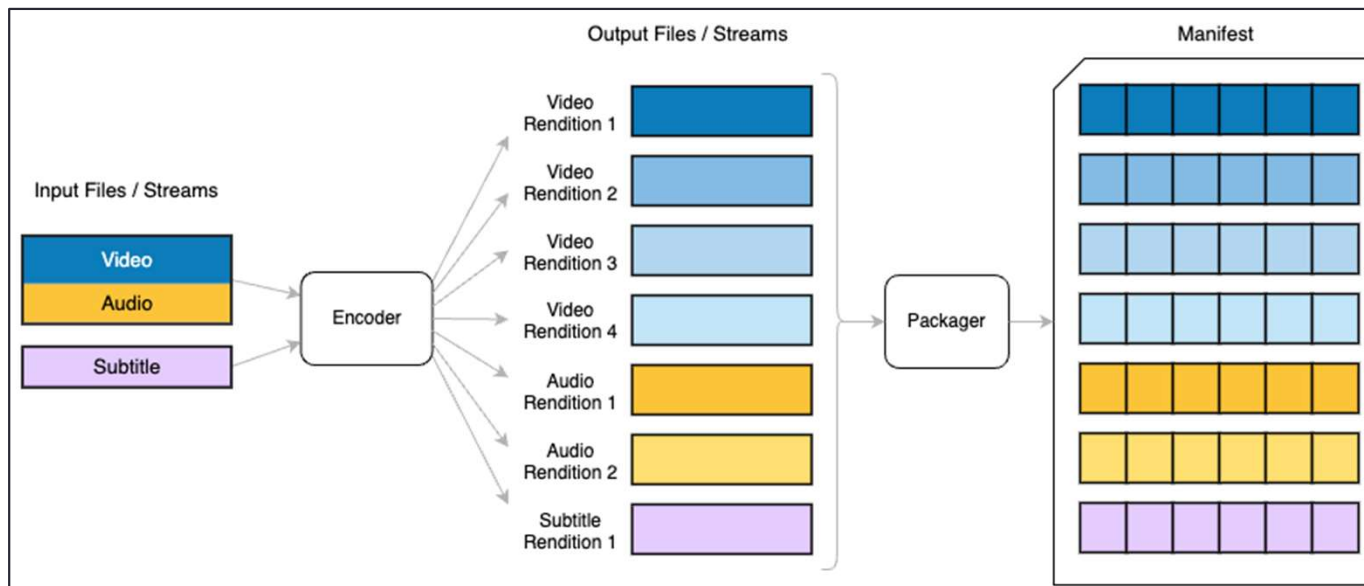 Output Files / Streams
Manifest
Video
Rendition 1
Video
Rendition 2
Input Files / Streams
Video
Audio
Subtitle
Encoder
Video
Rendition 3
Video
Rendition 4
Packager
Audio
Rendition 1
Audio
Rendition 2
Subtitle
Rendition 1